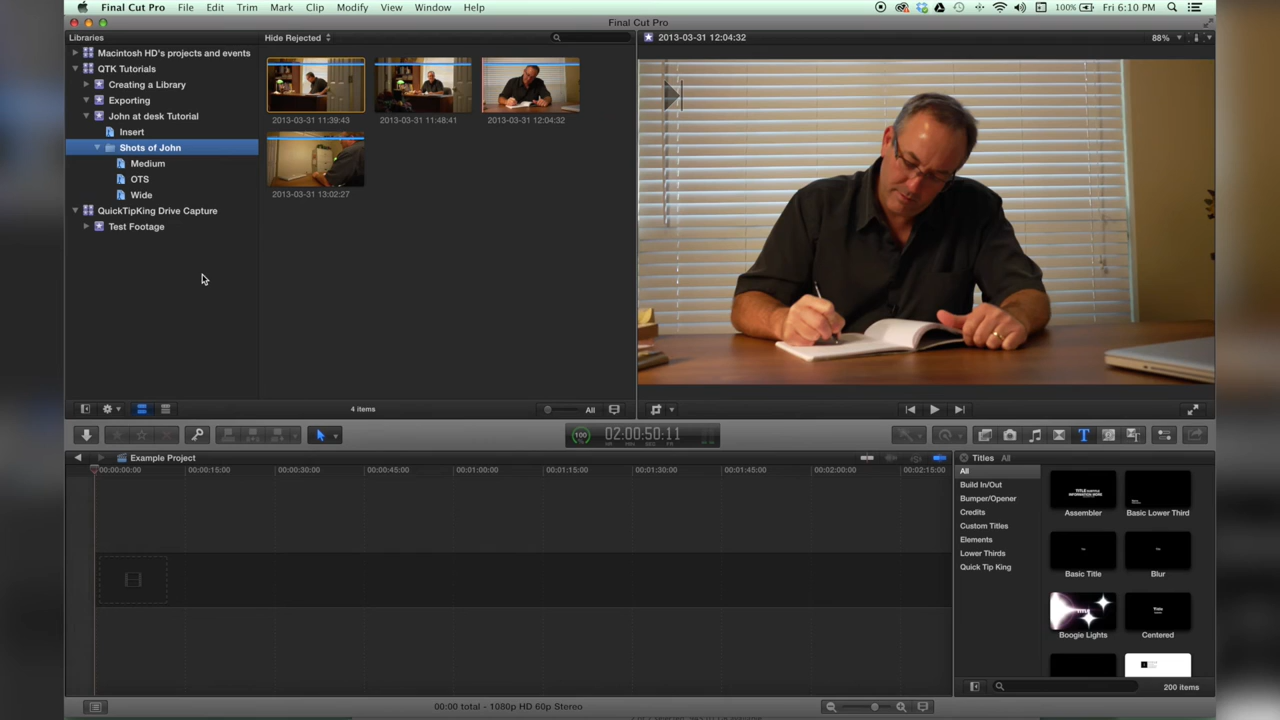 Final Cut Pro File Edit Trim Mark Clip Modify View Window Help 100% Fri 6:10 PM
Final Cut Pro
Libraries Hide Rejected 2013-03-31 12:04:32 88%
Macintosh HD's projects and events
QTK Tutorials
Creating a Library
Exporting
John at desk Tutorial
Insert
Shots of John
Medium
OTS
Wide
QuickTipKing Drive Capture
Test Footage
2013-03-31 11:39:43 2013-03-31 11:48:41 2013-03-31 12:04:32
2013-03-31 13:02:27
4 items All
100 02:00:50:11
HR MIN SEC FR
Example Project
00:00:00:00 00:00:15:00 00:00:30:00 00:00:45:00 00:01:00:00 00:01:15:00 00:01:30:00 00:01:45:00 00:02:00:00 00:02:15:00
Titles All
All
Build In/Out
Bumper/Opener
Credits
Custom Titles
Elements
Lower Thirds
Quick Tip King
Assembler Basic Lower Third
Basic Title Blur
Boogie Lights Centered
200 items
00:00 total - 1080p HD 60p Stereo